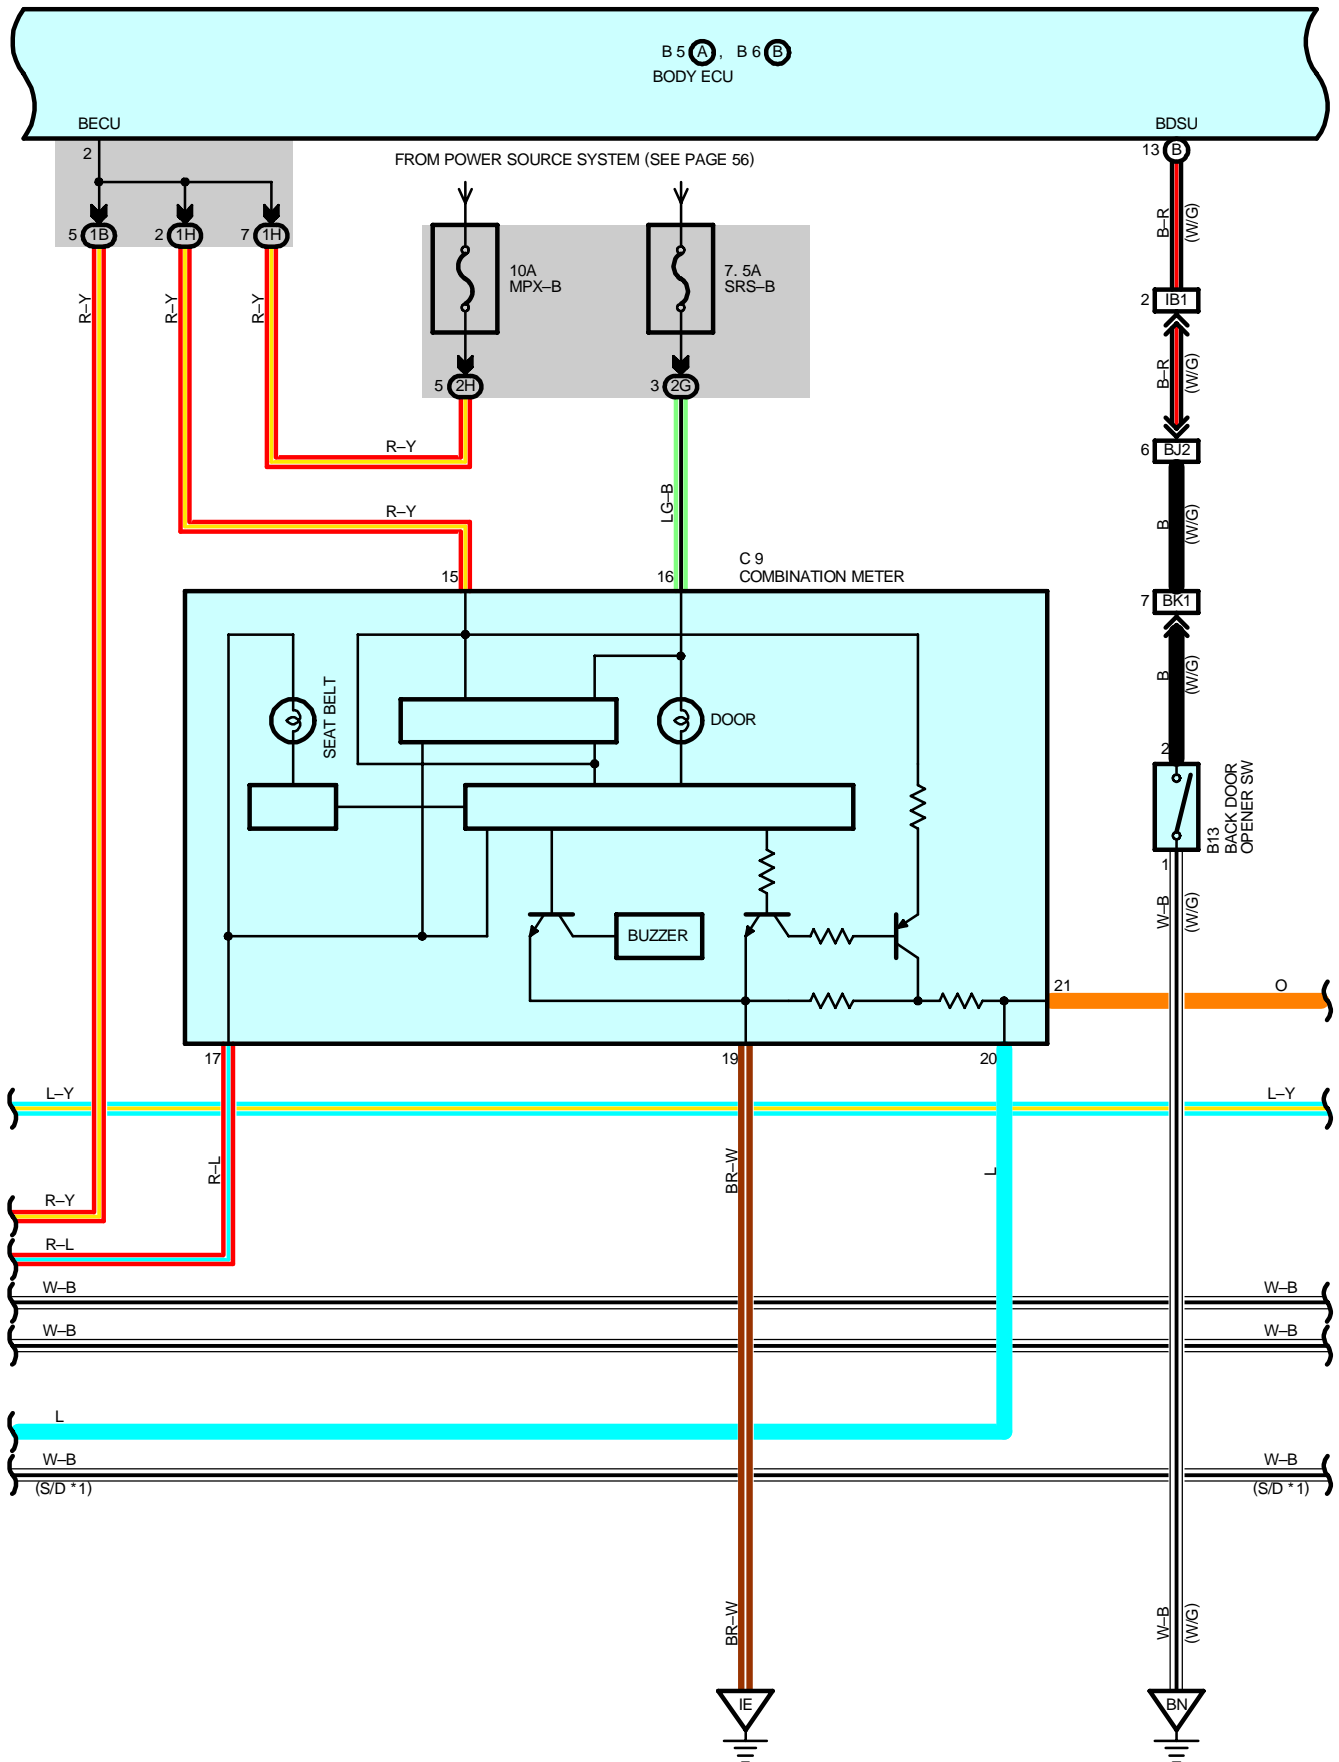 B 5 A , B 6 B
BODY ECU
BECU
BDSU
2
13 B
FROM POWER SOURCE SYSTEM (SEE PAGE 56)
5 1B
2 1H
7 1H
10A
MPX–B
7. 5A
SRS–B
B–R
(W/G)
R–Y
R–Y
R–Y
2 IB1
B–R
(W/G)
5 2H
3 2G
R–Y
6 BJ2
LG–B
R–Y
B
(W/G)
C 9
COMBINATION METER
15
16
7 BK1
B
(W/G)
SEAT BELT
DOOR
2
B13
BACK DOOR
OPENER SW
1
BUZZER
W–B
(W/G)
21
O
17
19
20
L–Y
L–Y
R–L
BR–W
L
R–Y
R–L
W–B
W–B
W–B
W–B
L
W–B
W–B
(S/D *1)
(S/D *1)
BR–W
W–B
(W/G)
IE
BN